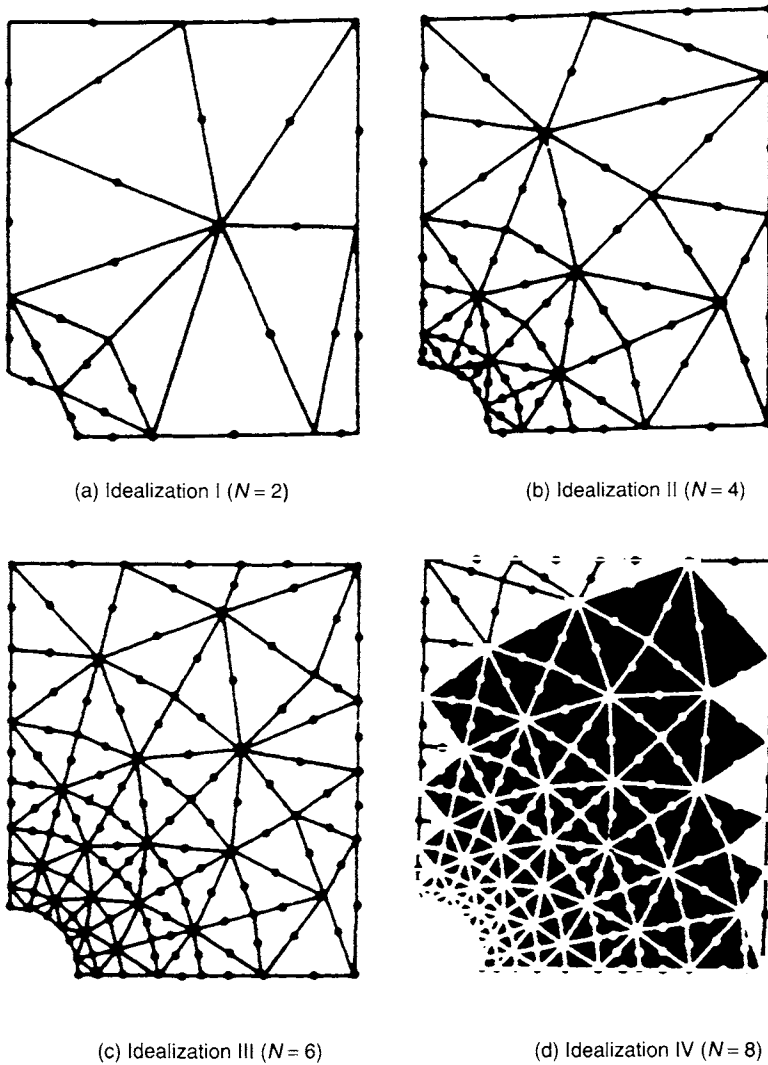 (a) Idealization I (N = 2)
(b) Idealization II (N = 4)
(c) Idealization III (N = 6)
(d) Idealization IV (N = 8)